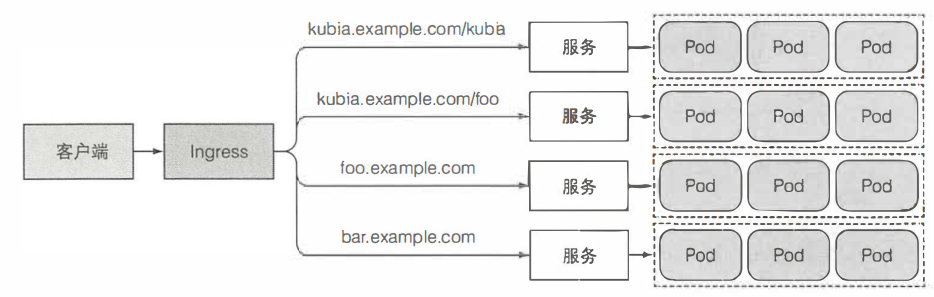 kubia.example.com/kubia
服务
Pod Pod Pod
kubia.example.com/foo
服务
Pod Pod Pod
客户端
Ingress
foo.example.com
服务
Pod Pod Pod
bar.example.com
服务
Pod Pod Pod